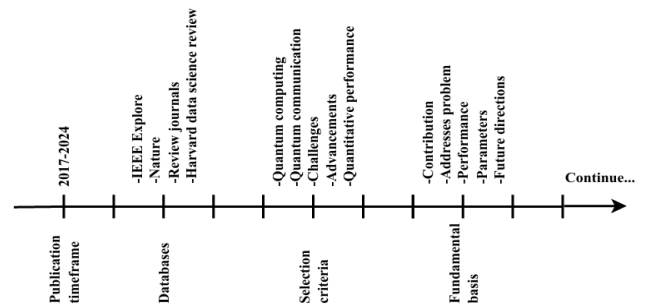 2017-2024
-IEEE Explore
-Nature
-Review journals
-Harvard data science review
-Quantum computing
-Quantum communication
-Challenges
-Advancements
-Quantitative performance
-Contribution
-Addresses problem
-Performance
-Parameters
-Future directions
Continue...
Publication
timeframe
Databases
Selection
criteria
Fundamental
basis